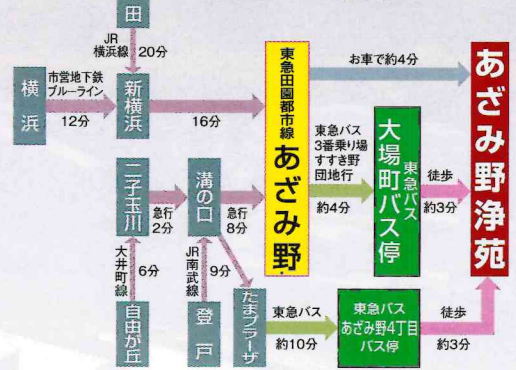 田
JR
横浜線
20分
横浜
市営地下鉄
ブルーライン
12分
新横浜
16分
東急田園都市線
あざみ野
お車で約4分
あざみ野浄苑
東急バス
3番乗り場
すすき野
団地行
約4分
東急バス
大場町バス停
徒歩
約3分
二子玉川
急行
2分
溝の口
急行
8分
大井町線
6分
JR南武線
9分
自由が丘
登戸
たまプラーザ
東急バス
約10分
東急バス
あざみ野4丁目
バス停
徒歩
約3分